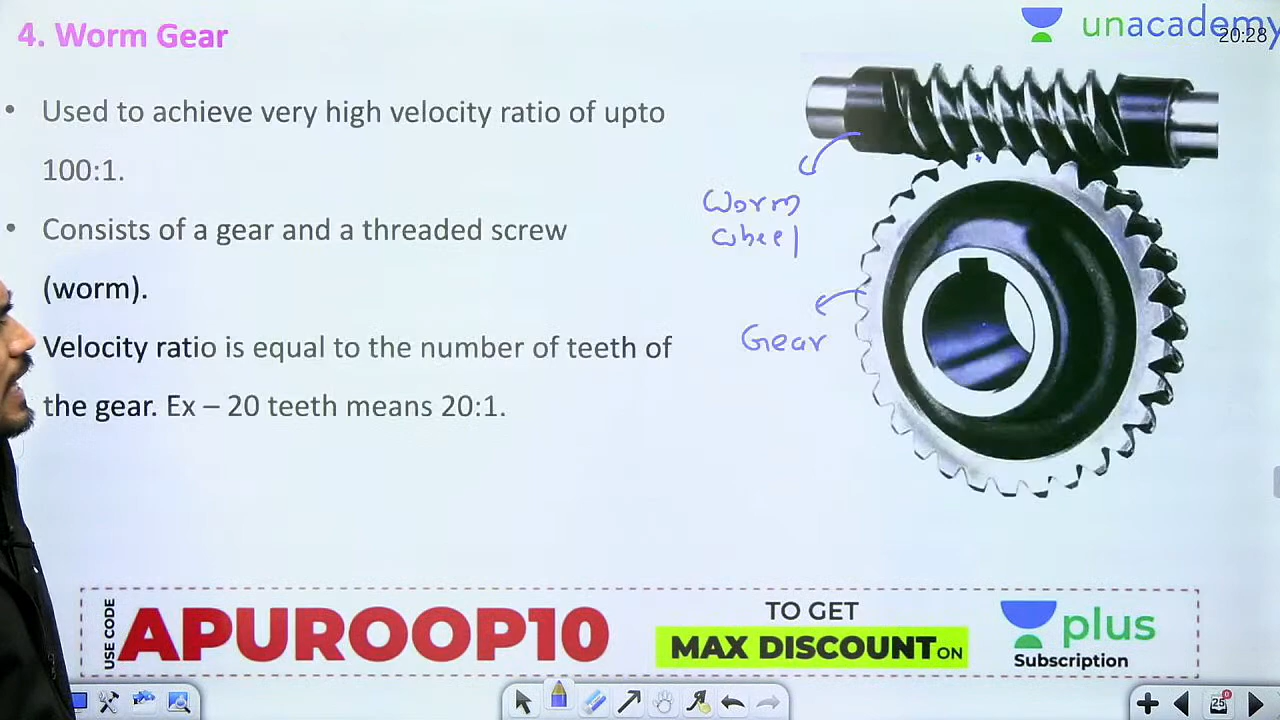 4. Worm Gear
unacademy
20:28
• Used to achieve very high velocity ratio of upto
100:1.
• Consists of a gear and a threaded screw
(worm).
Velocity ratio is equal to the number of teeth of
the gear. Ex – 20 teeth means 20:1.
Worm
wheel
Gear
USE CODE
APUROOP10
TO GET
MAX DISCOUNT ON
plus
Subscription
25